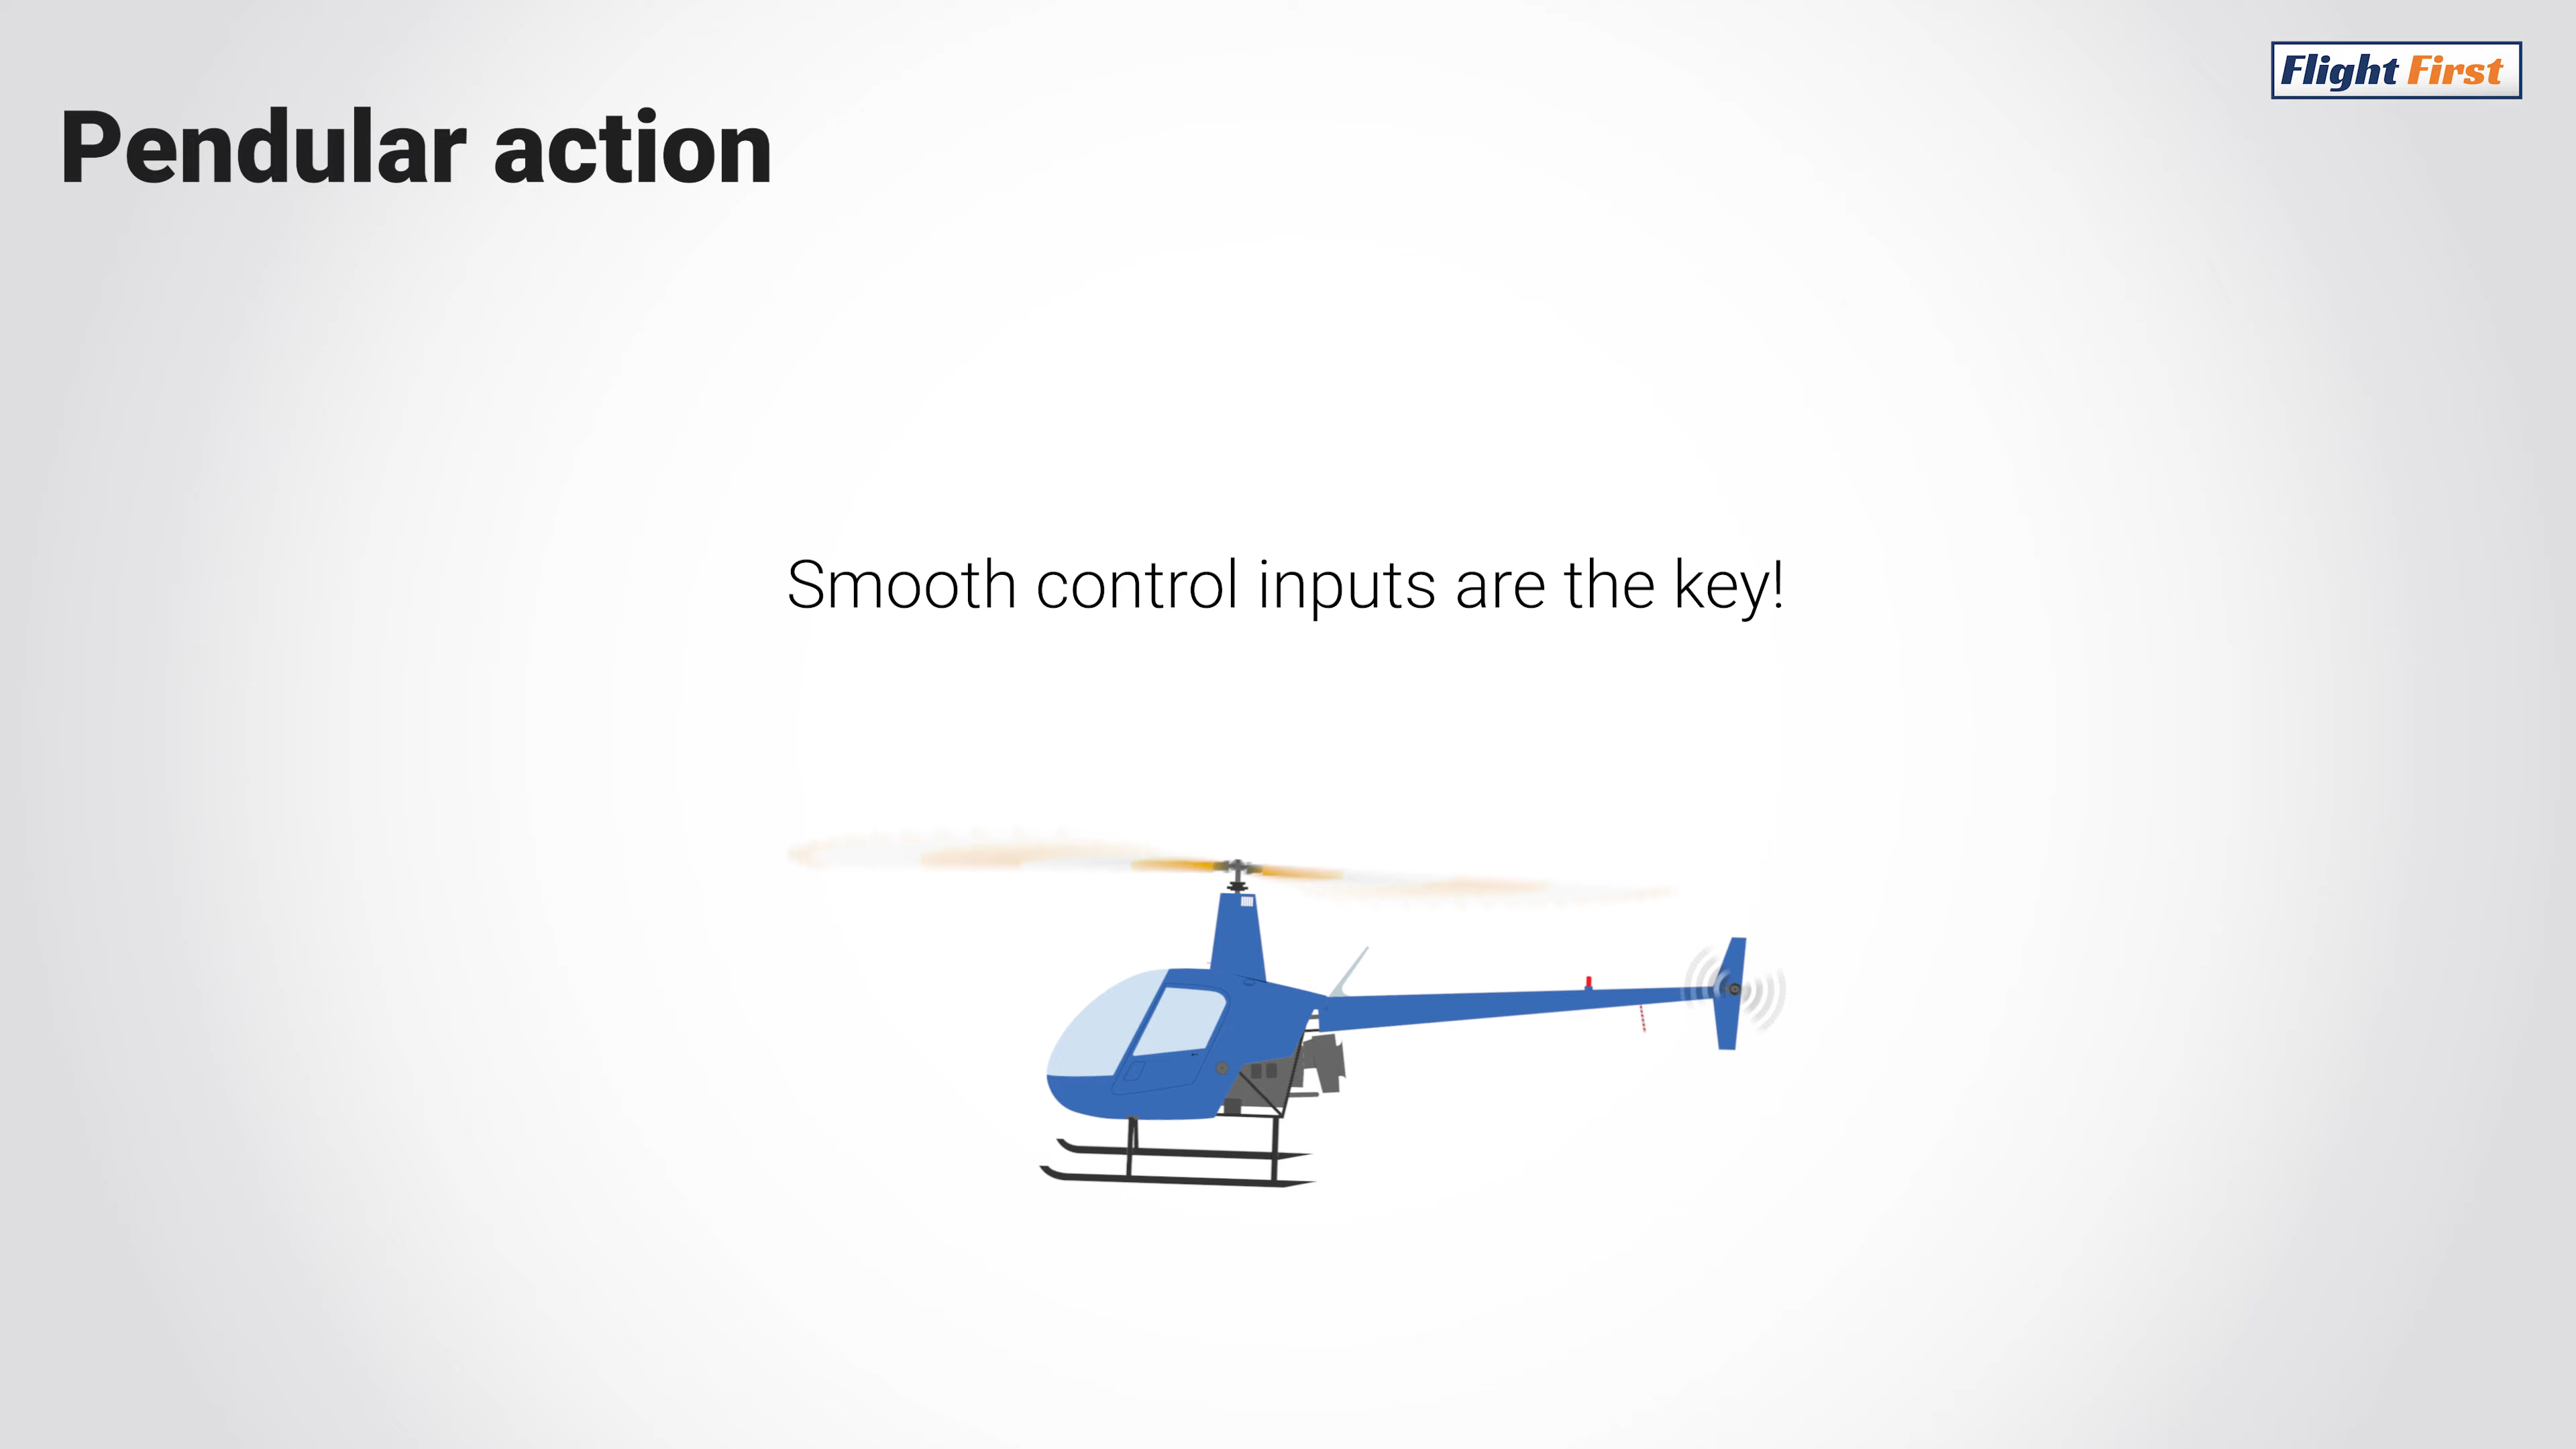 Flight First
Pendular action
Smooth control inputs are the key!